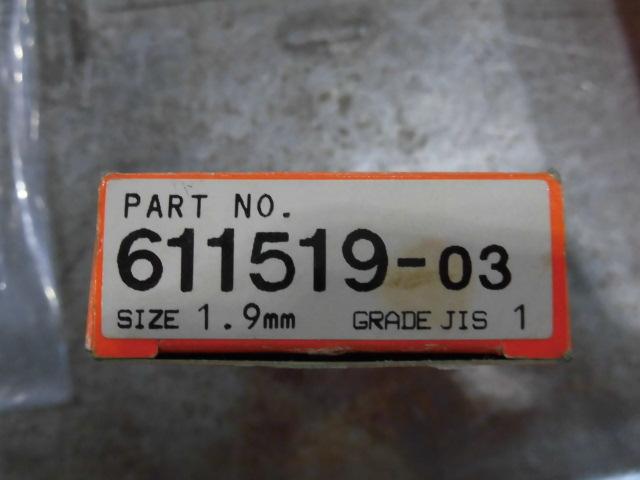 PART NO.
611519-03
SIZE 1.9mm GRADE JIS 1